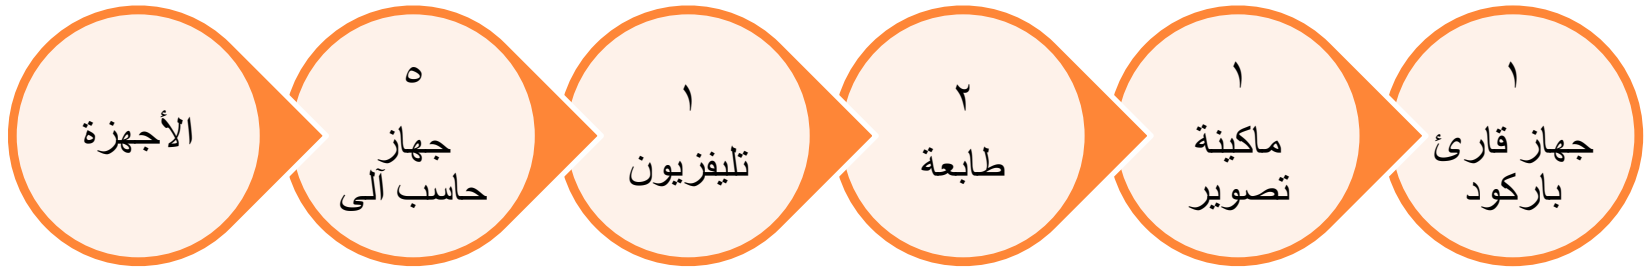 الأجهزة
٥
جهاز
حاسب آلى
١
تليفزيون
٢
طابعة
١
ماكينة
تصوير
١
جهاز قارئ
باركود